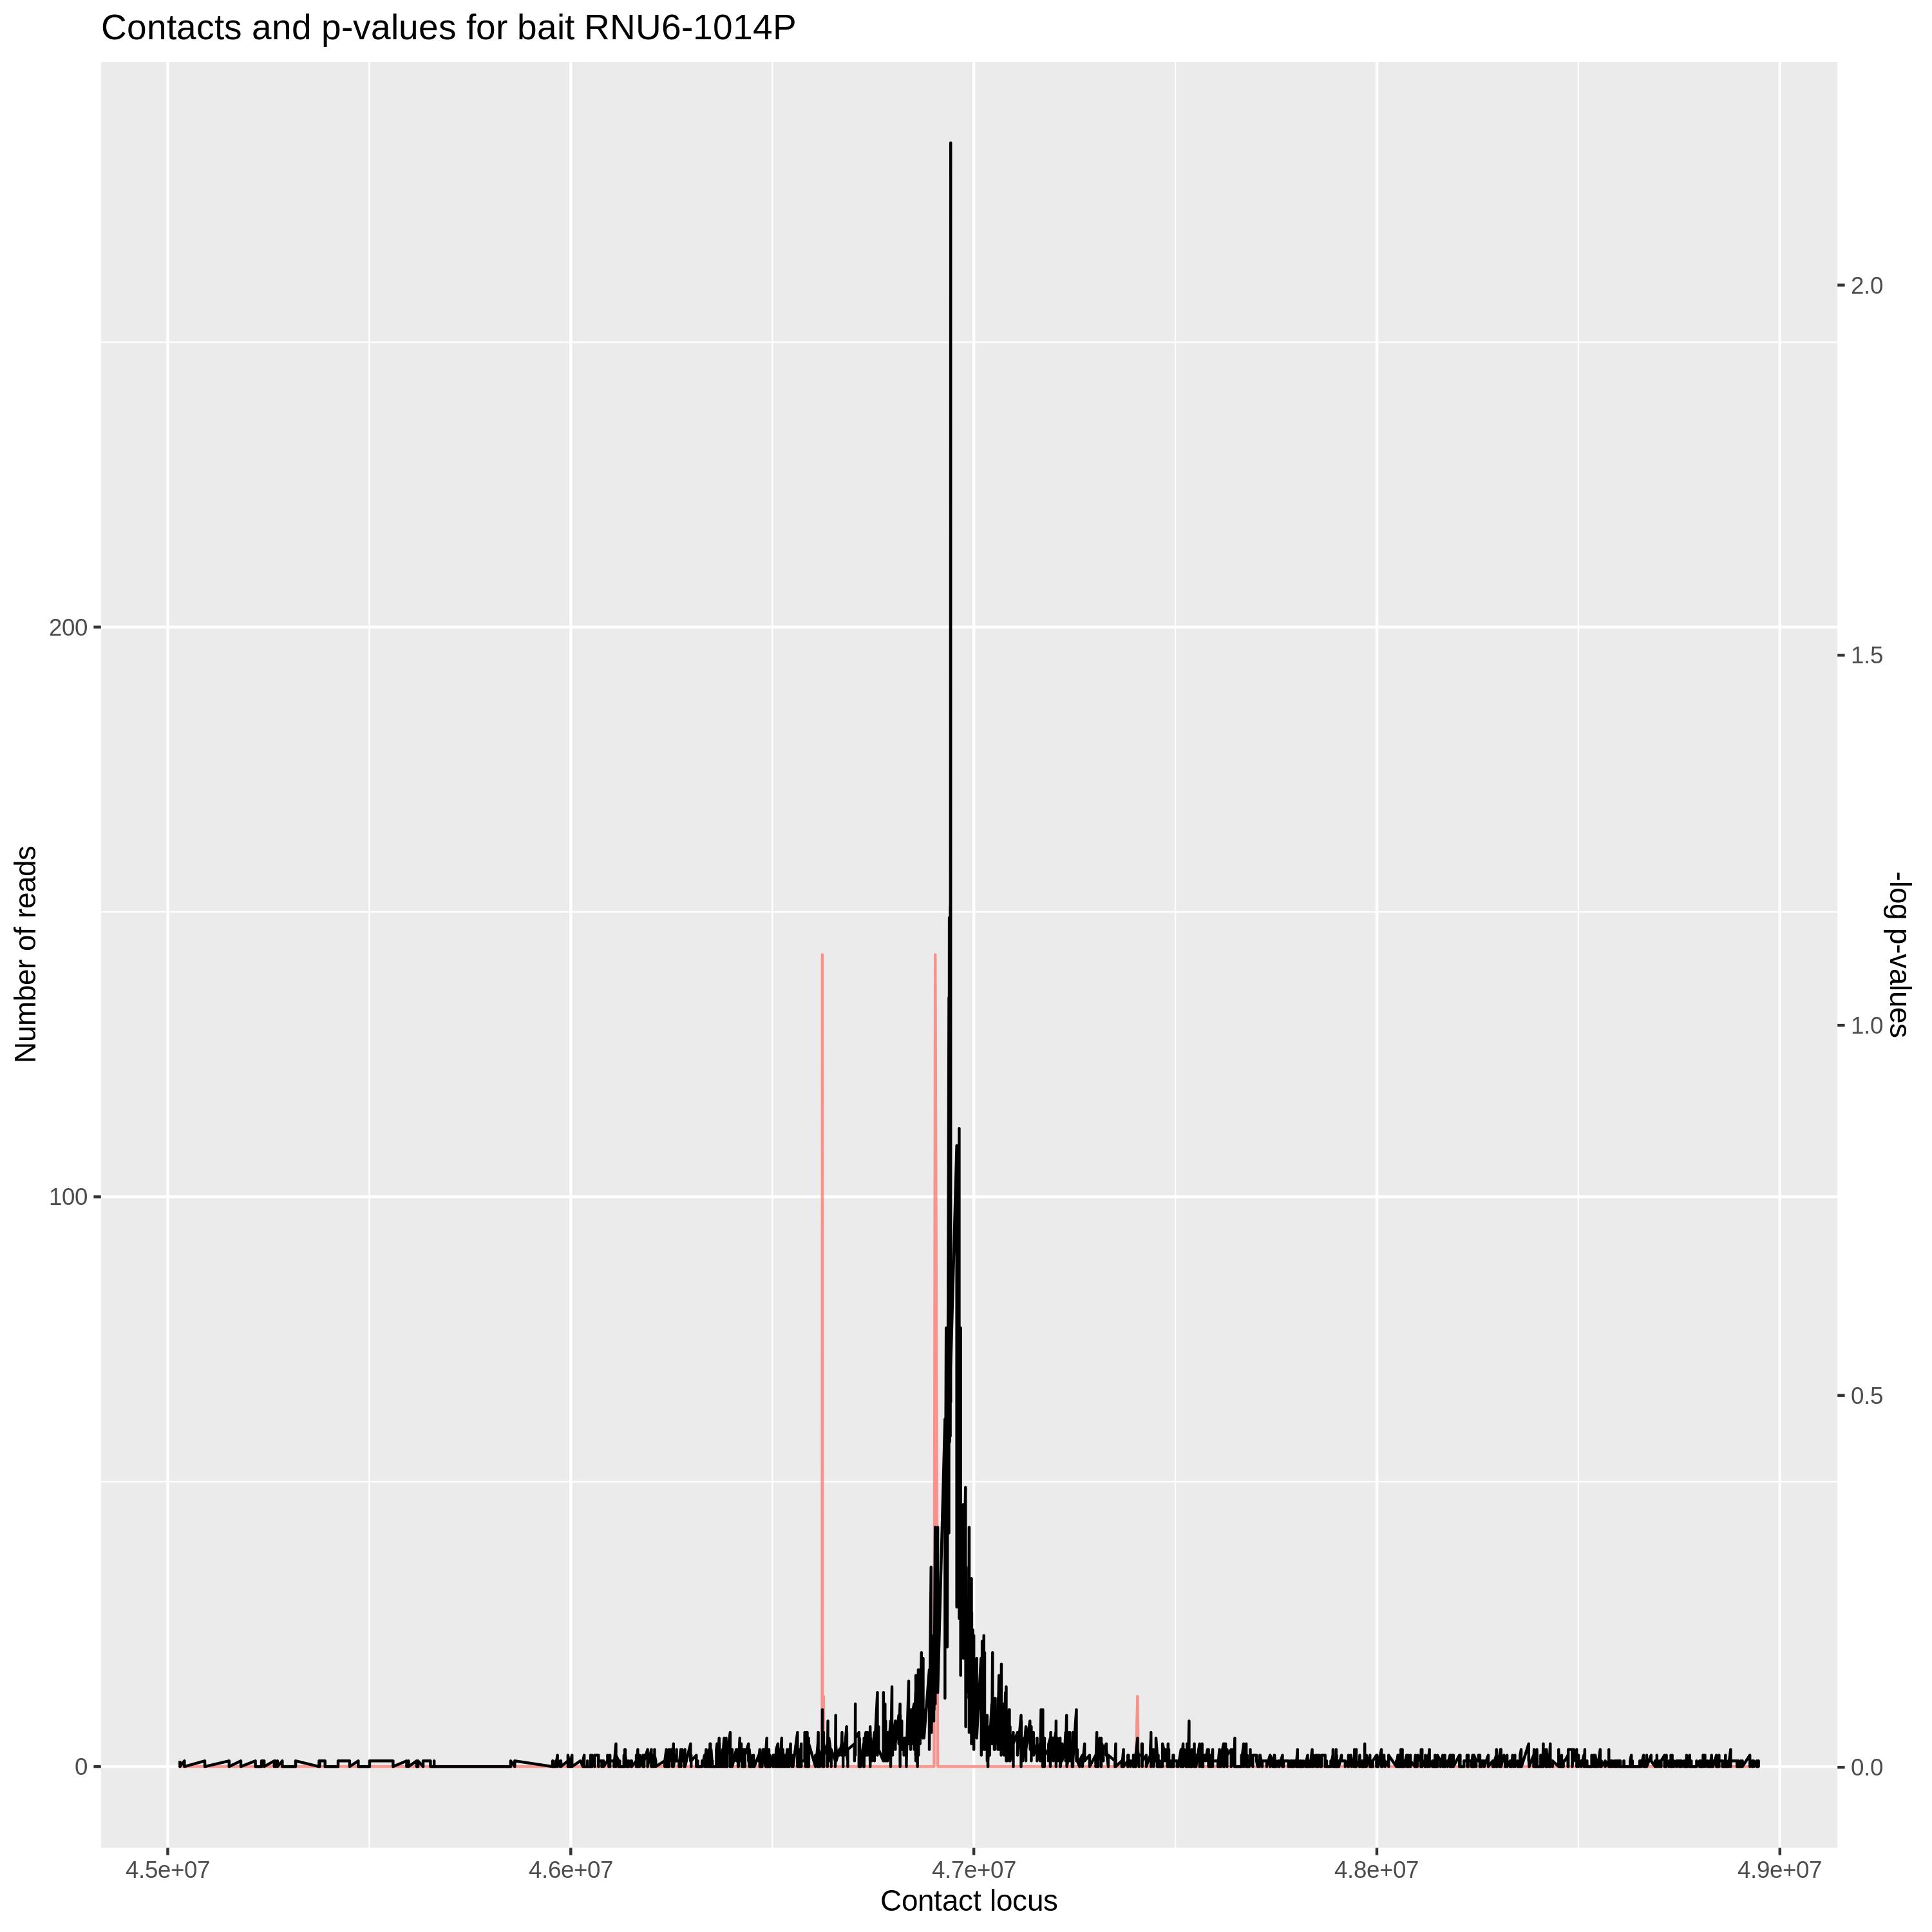 Contacts and p-values for bait RNU6-1014P
Number of reads
200
100
0
2.0
1.5
1.0
0.5
0.0
-log p-values
4.5e+07 4.6e+07 4.7e+07 4.8e+07 4.9e+07
Contact locus